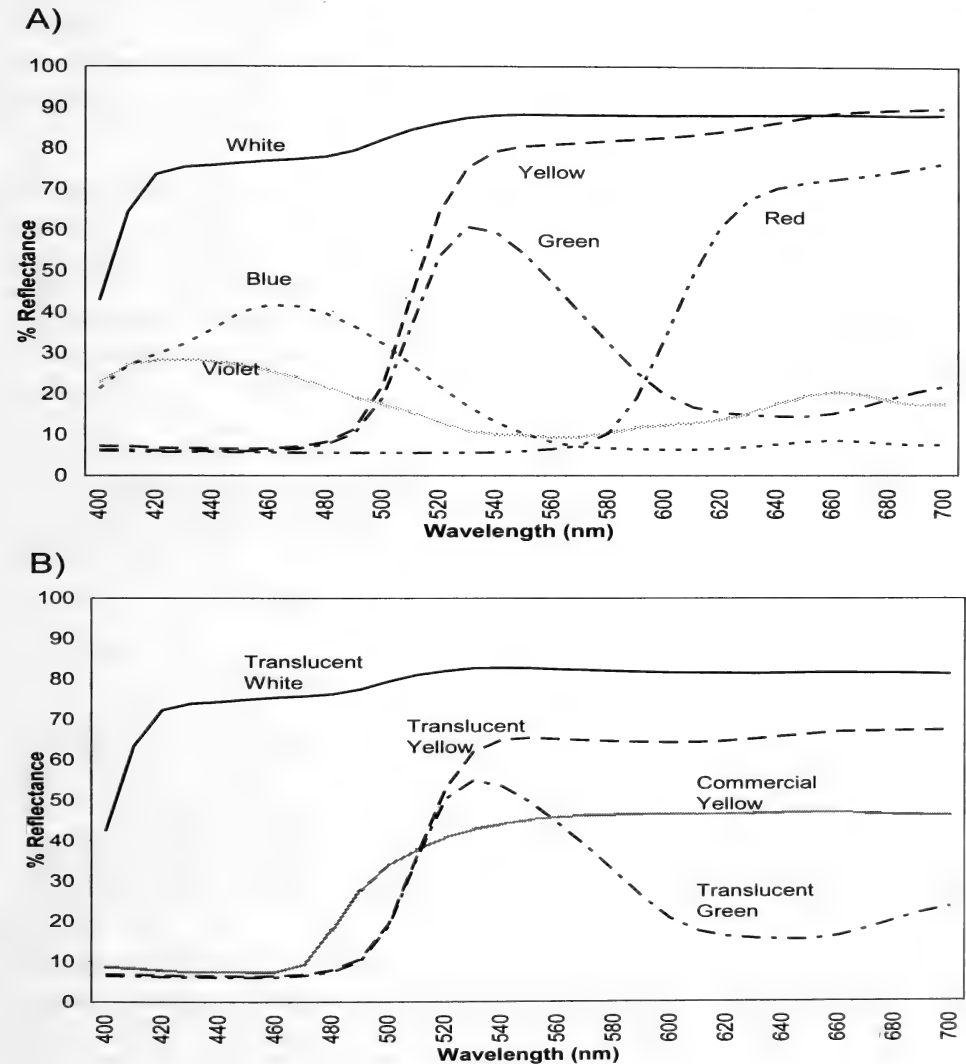 A)
100
90
80
70
60
50
40
30
20
10
0
% Reflectance
White
Yellow
Red
Green
Blue
Violet
400
420
440
460
480
500
520
540
560
580
600
620
640
660
680
700
Wavelength (nm)
B)
100
90
80
70
60
50
40
30
20
10
0
% Reflectance
Translucent
White
Translucent
Yellow
Commercial
Yellow
Translucent
Green
400
420
440
460
480
500
520
540
560
580
600
620
640
660
680
700